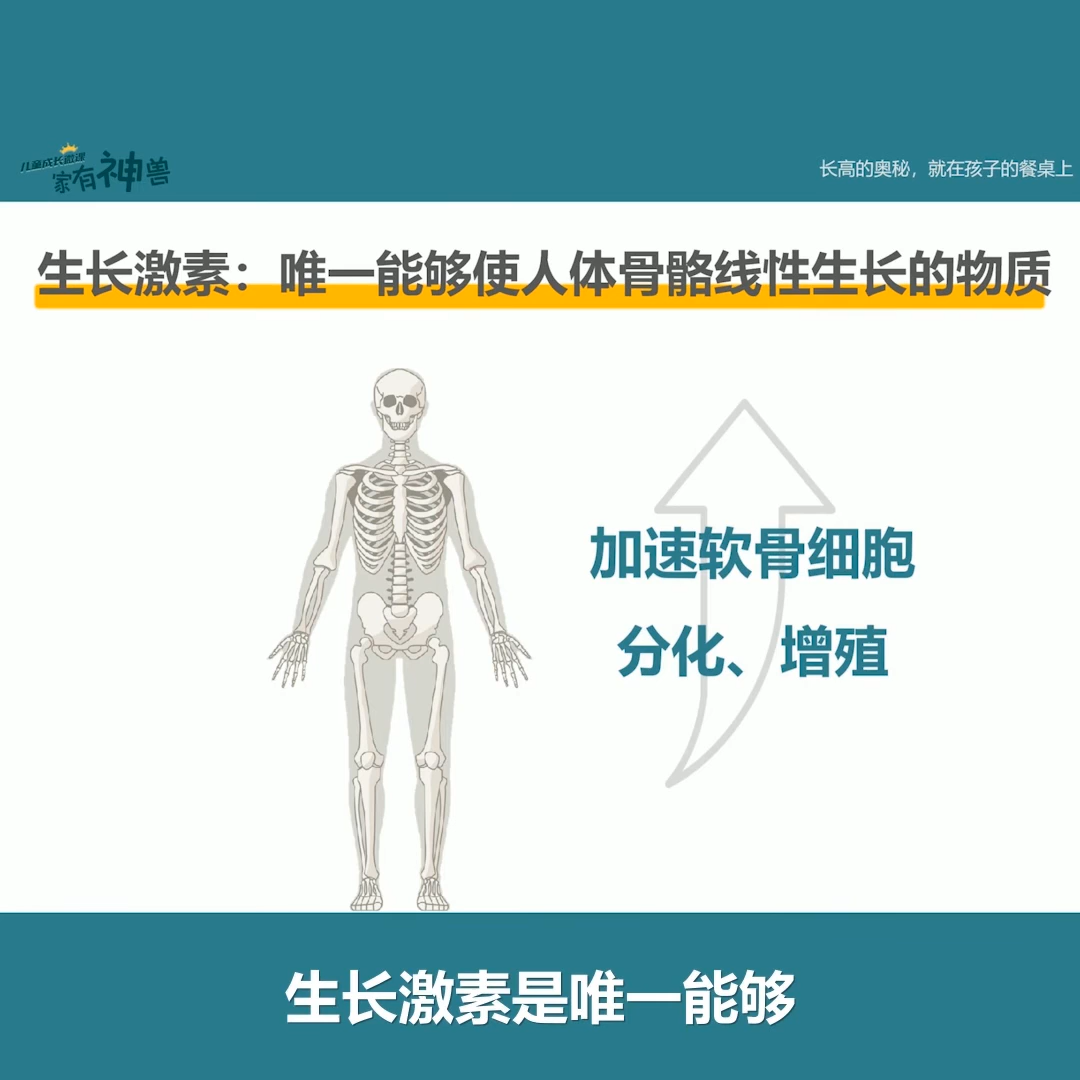 儿童成长微课
家有神兽
长高的奥秘，就在孩子的餐桌上
生长激素：唯一能够使人体骨骼线性生长的物质
加速软骨细胞
分化、增殖
生长激素是唯一能够